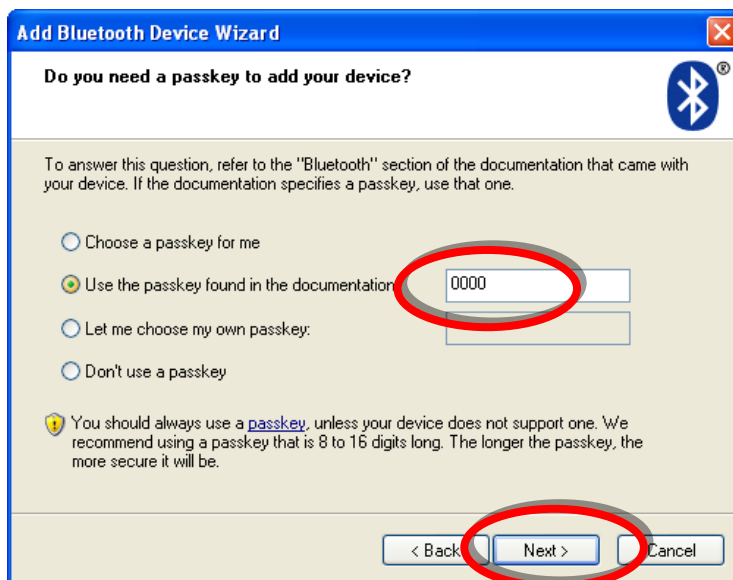 Add Bluetooth Device Wizard
Do you need a passkey to add your device?
®
To answer this question, refer to the "Bluetooth" section of the documentation that came with
your device. If the documentation specifies a passkey, use that one.
Choose a passkey for me
Use the passkey found in the documentation 0000
Let me choose my own passkey:
Don't use a passkey
You should always use a passkey, unless your device does not support one. We
recommend using a passkey that is 8 to 16 digits long. The longer the passkey, the
more secure it will be.
< Back Next > Cancel